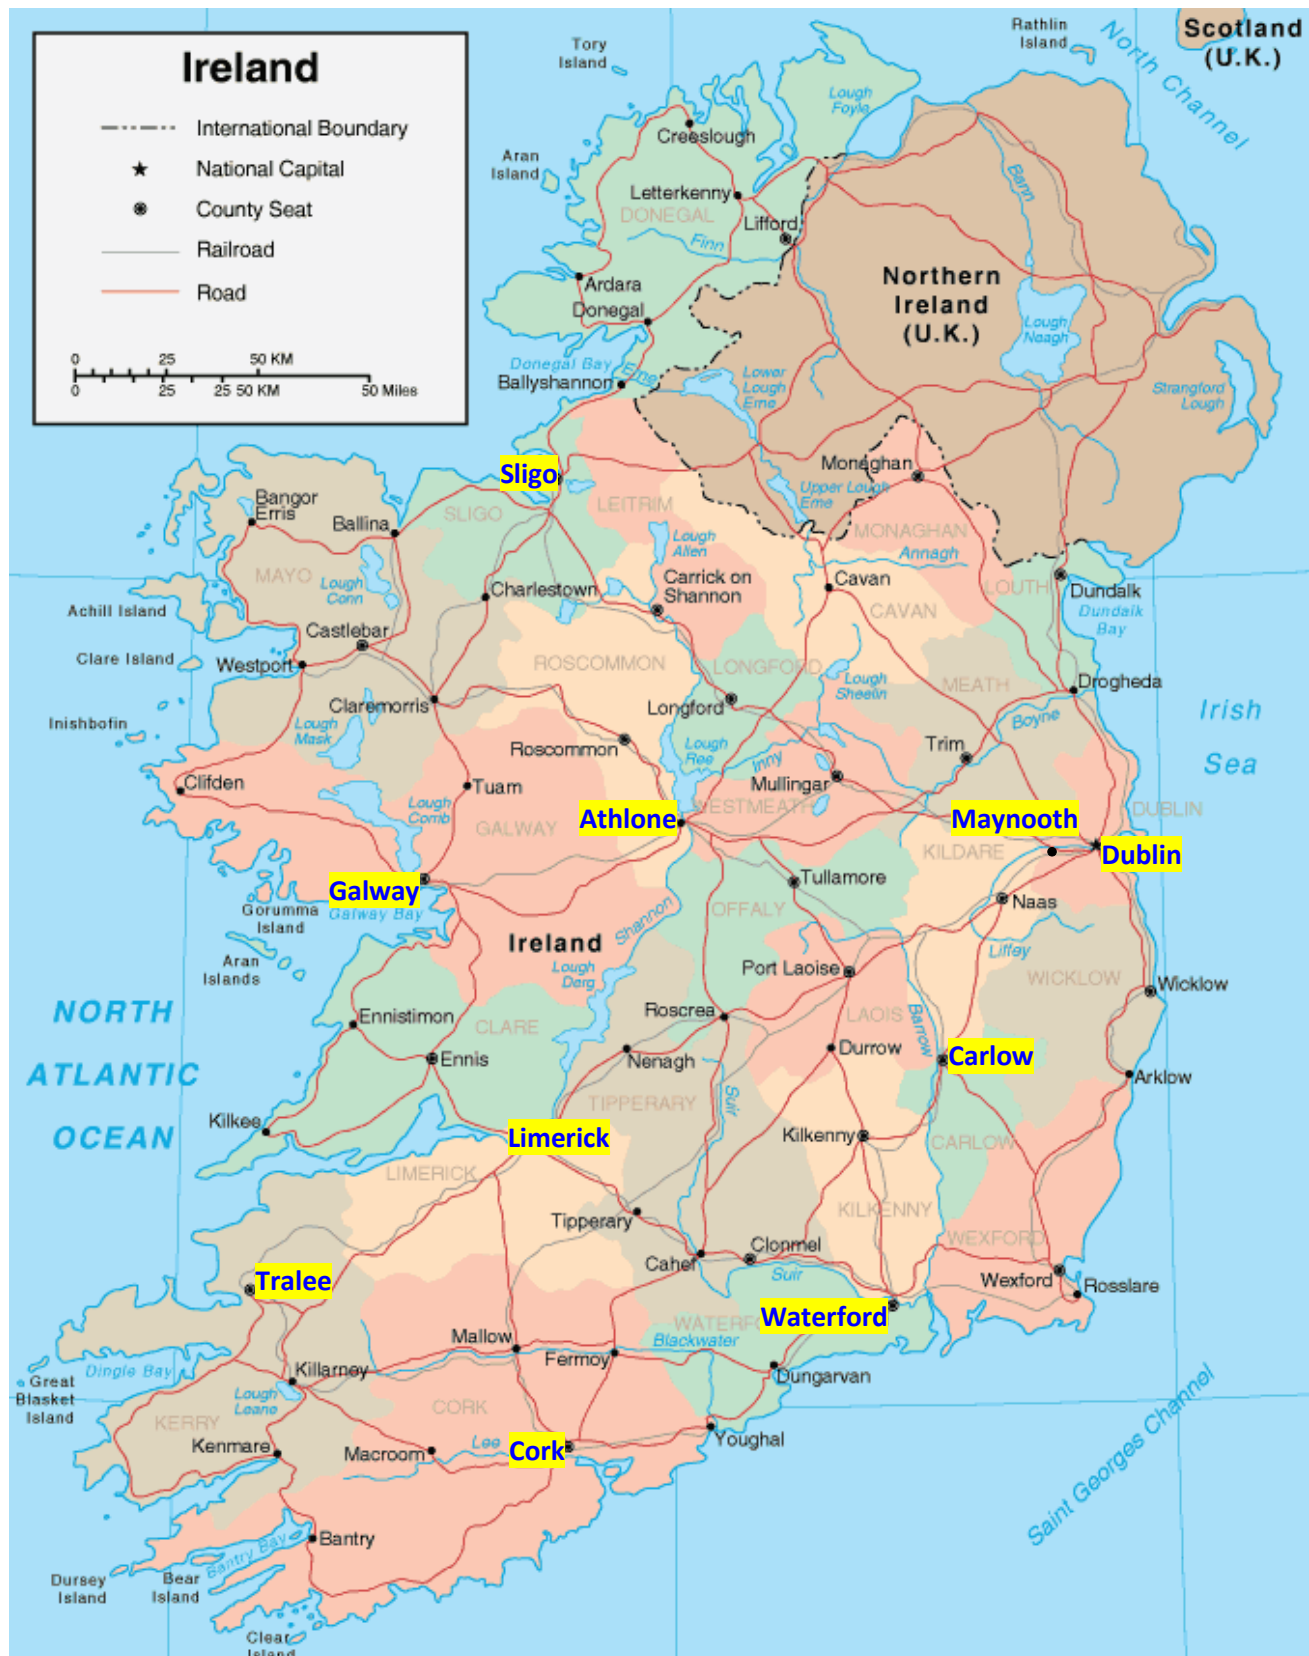 Ireland
International Boundary
National Capital
County Seat
Railroad
Road
0 25 50 KM
0 25 25 50 KM 50 Miles
Scotland
(U.K.)
Rathlin
Island
North Channel
Tory
Island
Lough
Foyle
Creeslough
Aran
Island
Letterkenny
DONEGAL
Lifford
Finn
Bann
Ardara
Donegal
Northern
Ireland
(U.K.)
Lough
Neagh
Donegal Bay
Erne
Ballyshannon
Lower
Lough
Erne
Strangford
Lough
Sligo
Monaghan
Upper Lough
Erne
Bangor
Erris
Ballina
SLIGO
LEITRIM
MONAGHAN
Annagh
Lough
Allen
MAYO
Lough
Conn
Charlestown
Carrick on
Shannon
Cavan
CAVAN
LOUTH
Dundalk
Dundalk
Bay
Achill Island
Castlebar
Clare Island
Westport
ROSCOMMON
LONGFORD
Lough
Sheelin
MEATH
Drogheda
Inishbofin
Claremorris
Lough
Mask
Longford
Boyne
Irish
Sea
Roscommon
Lough
Ree
Inny
Trim
Clifden
Tuam
Mullingar
Lough
Comb
GALWAY
Athlone
WESTMEATH
Maynooth
DUBLIN
KILDARE
Dublin
Galway
Tullamore
Naas
Gorumma
Island
Galway Bay
OFFALY
Shannon
Ireland
Liffey
Aran
Islands
Lough
Derg
Port Laoise
WICKLOW
Wicklow
NORTH
ATLANTIC
OCEAN
Ennistimon
CLARE
Roscrea
LAOIS
Barrow
Ennis
Nenagh
Durrow
Carlow
Arklow
Suir
TIPPERARY
Kilkee
Limerick
Kilkenny
CARLOW
LIMERICK
Tipperary
KILKENNY
Clonmel
WEXFORD
Cahef
Suir
Tralee
Wexford
Rosslare
WATERFO
Waterford
Mallow
Blackwater
Fermoy
Dungarvan
Dingle Bay
Killarney
Great
Blasket
Island
Lough
Leane
KERRY
CORK
Youghal
Kenmare
Macroom
Lee
Cork
Saint Georges Channel
Bantry
Bantry Bay
Dursey
Island
Bear
Island
Clear
Island